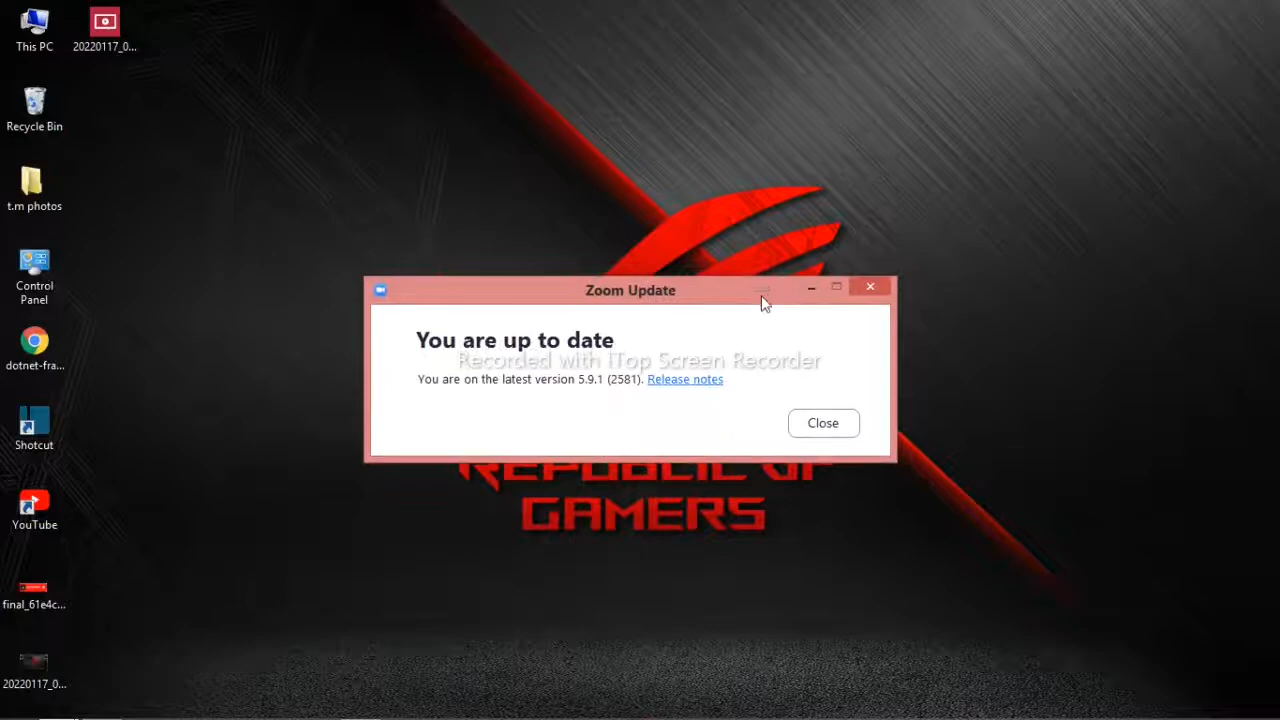 This PC
20220117_0...
Recycle Bin
t.m photos
Control
Panel
dotnet-fra...
Shotcut
YouTube
final_61e4c...
20220117_0...
Zoom Update
You are up to date
Recorded with iTop Screen Recorder
You are on the latest version 5.9.1 (2581). Release notes
Close
REPUBLIC OF
GAMERS